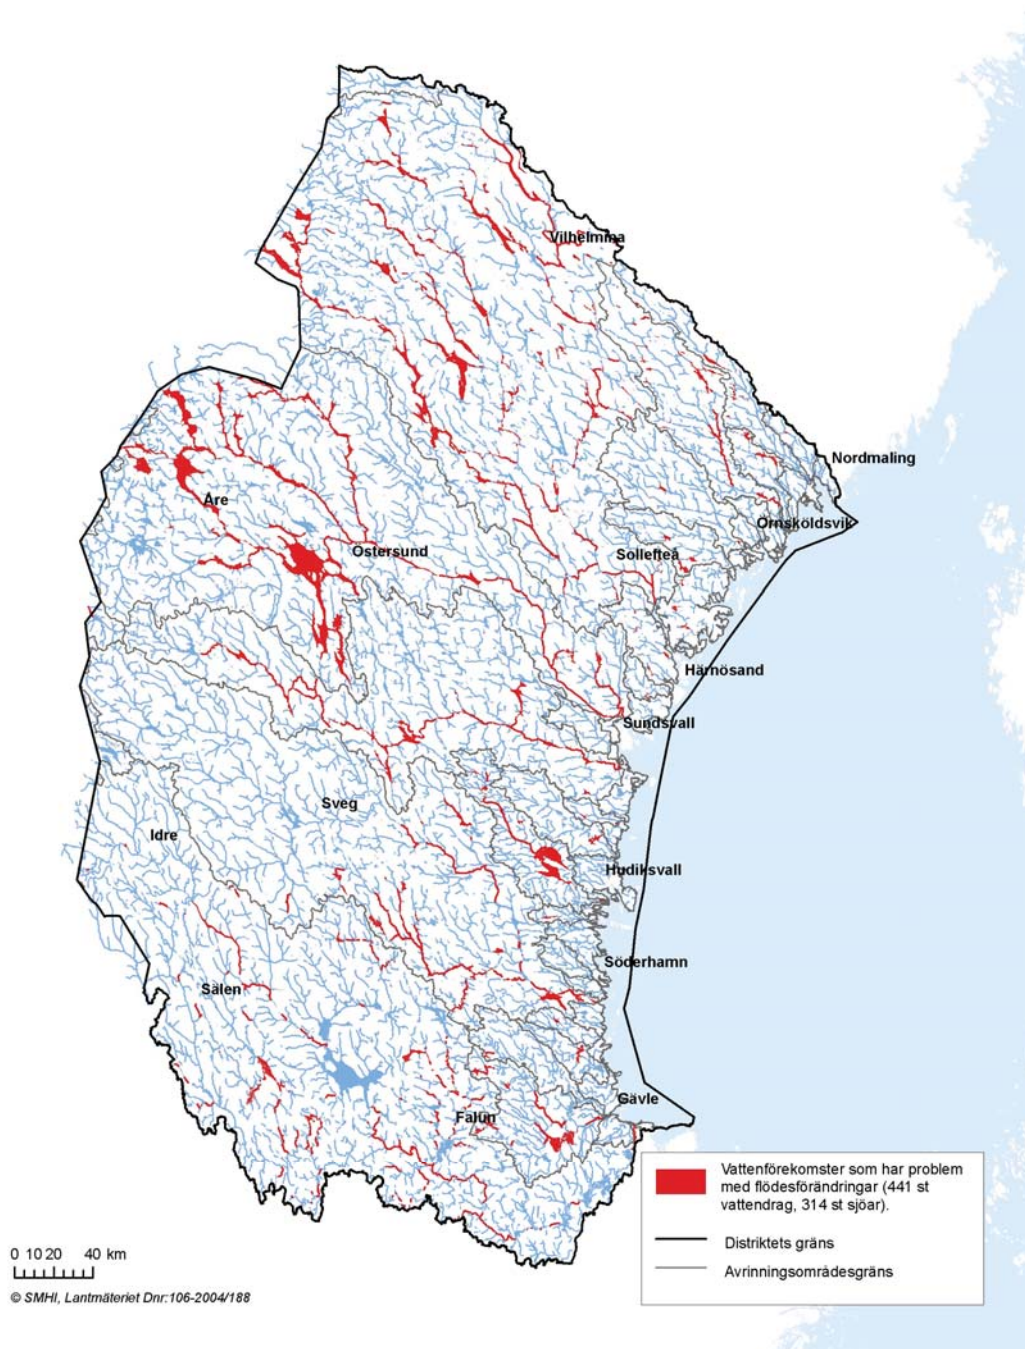 Vilhelmina
Nordmaling
Åre
Örnsköldsvik
Östersund
Sollefteå
Härnösand
Sundsvall
Sveg
Idre
Hudiksvall
Söderhamn
Sälen
Gävle
Falun
Vattenförekomster som har problem
med flödesförändringar (441 st
vattendrag, 314 st sjöar).
Distriktets gräns
Avrinningsområdesgräns
0 10 20 40 km
© SMHI, Lantmäteriet Dnr:106-2004/188